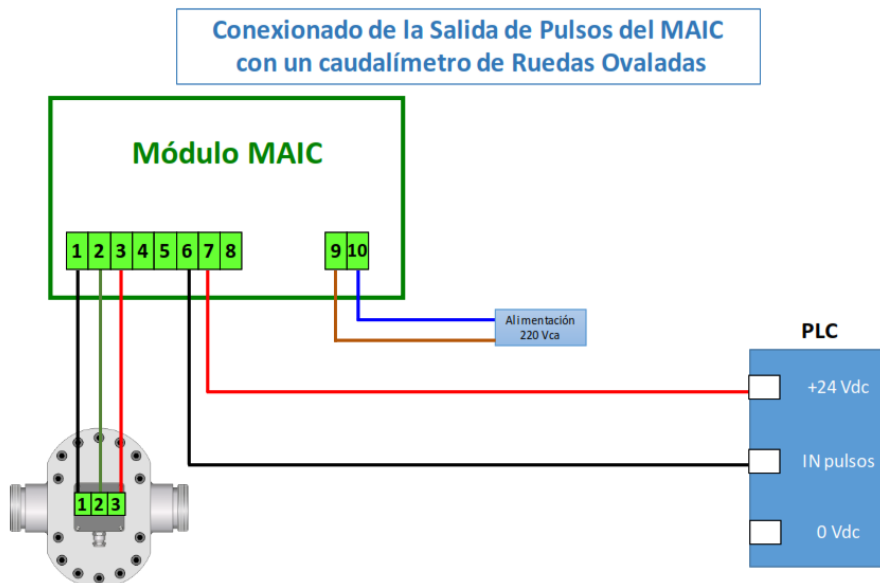 Conexionado de la Salida de Pulsos del MAIC
con un caudalímetro de Ruedas Ovaladas
Módulo MAIC
1 2 3 4 5 6 7 8
9 10
Alimentación
220 Vca
PLC
+24 Vdc
IN pulsos
0 Vdc
1 2 3